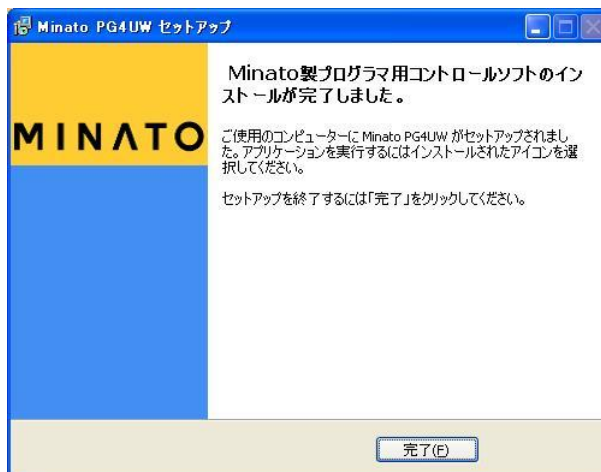 Minato PG4UW セットアップ
MINATO
Minato製プログラマ用コントロールソフトのイン
ストールが完了しました。
ご使用のコンピューターに Minato PG4UW がセットアップされまし
た。アプリケーションを実行するにはインストールされたアイコンを選
択してください。
セットアップを終了するには「完了」をクリックしてください。
完了(F)